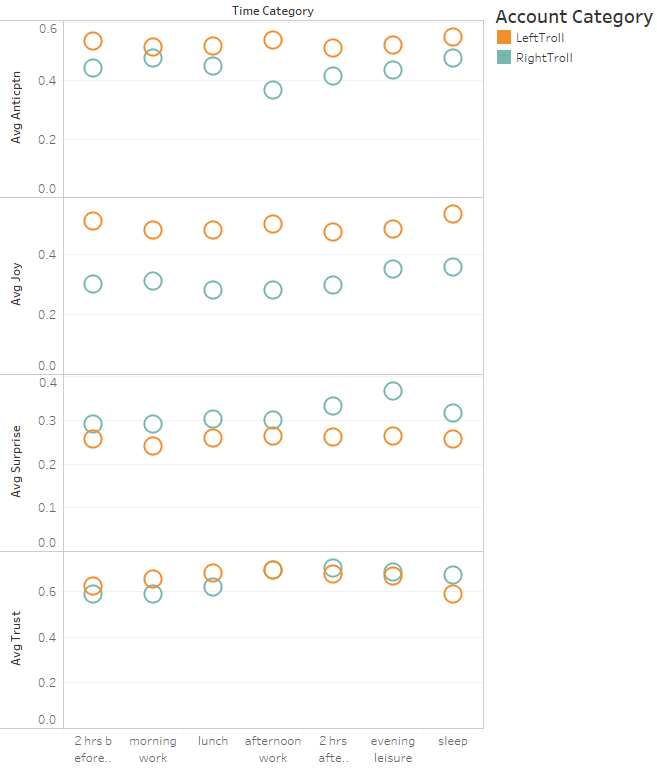 Time Category
Account Category
LeftTroll
RightTroll
Avg Anticptn
0.6
0.4
0.2
0.0
Avg Joy
0.4
0.2
0.0
Avg Surprise
0.4
0.3
0.2
0.1
0.0
Avg Trust
0.6
0.4
0.2
0.0
2 hrs b morning lunch afternoon 2 hrs evening sleep
efore.. work work afte.. leisure